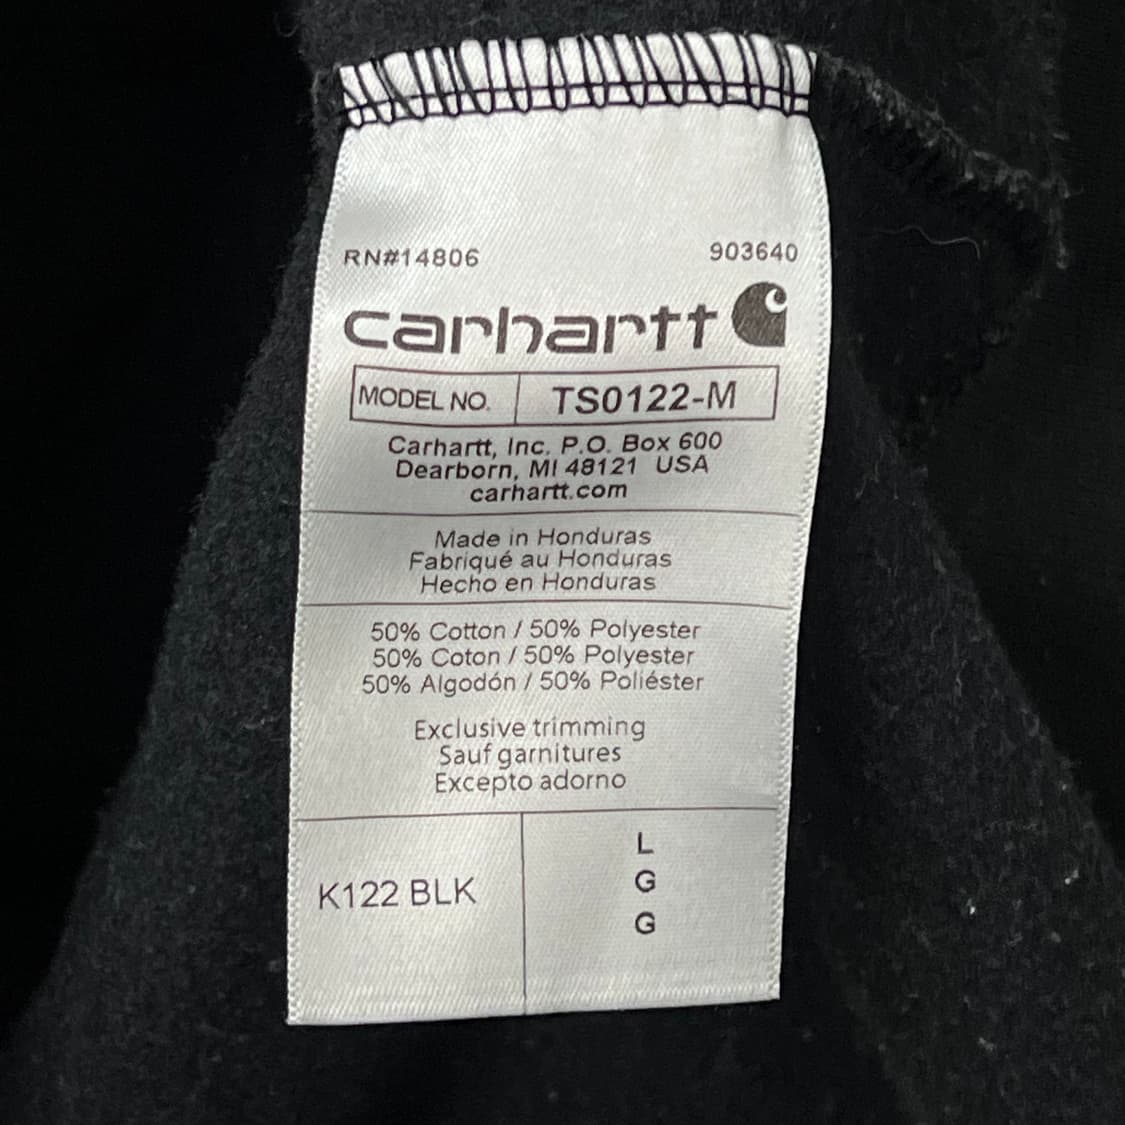 RN#14806 903640
carhartt
MODEL NO. TS0122-M
Carhartt, Inc. P.O. Box 600
Dearborn, MI 48121 USA
carhartt.com
Made in Honduras
Fabriqué au Honduras
Hecho en Honduras
50% Cotton / 50% Polyester
50% Coton / 50% Polyester
50% Algodón / 50% Poliéster
Exclusive trimming
Sauf garnitures
Excepto adorno
K122 BLK
L
G
G